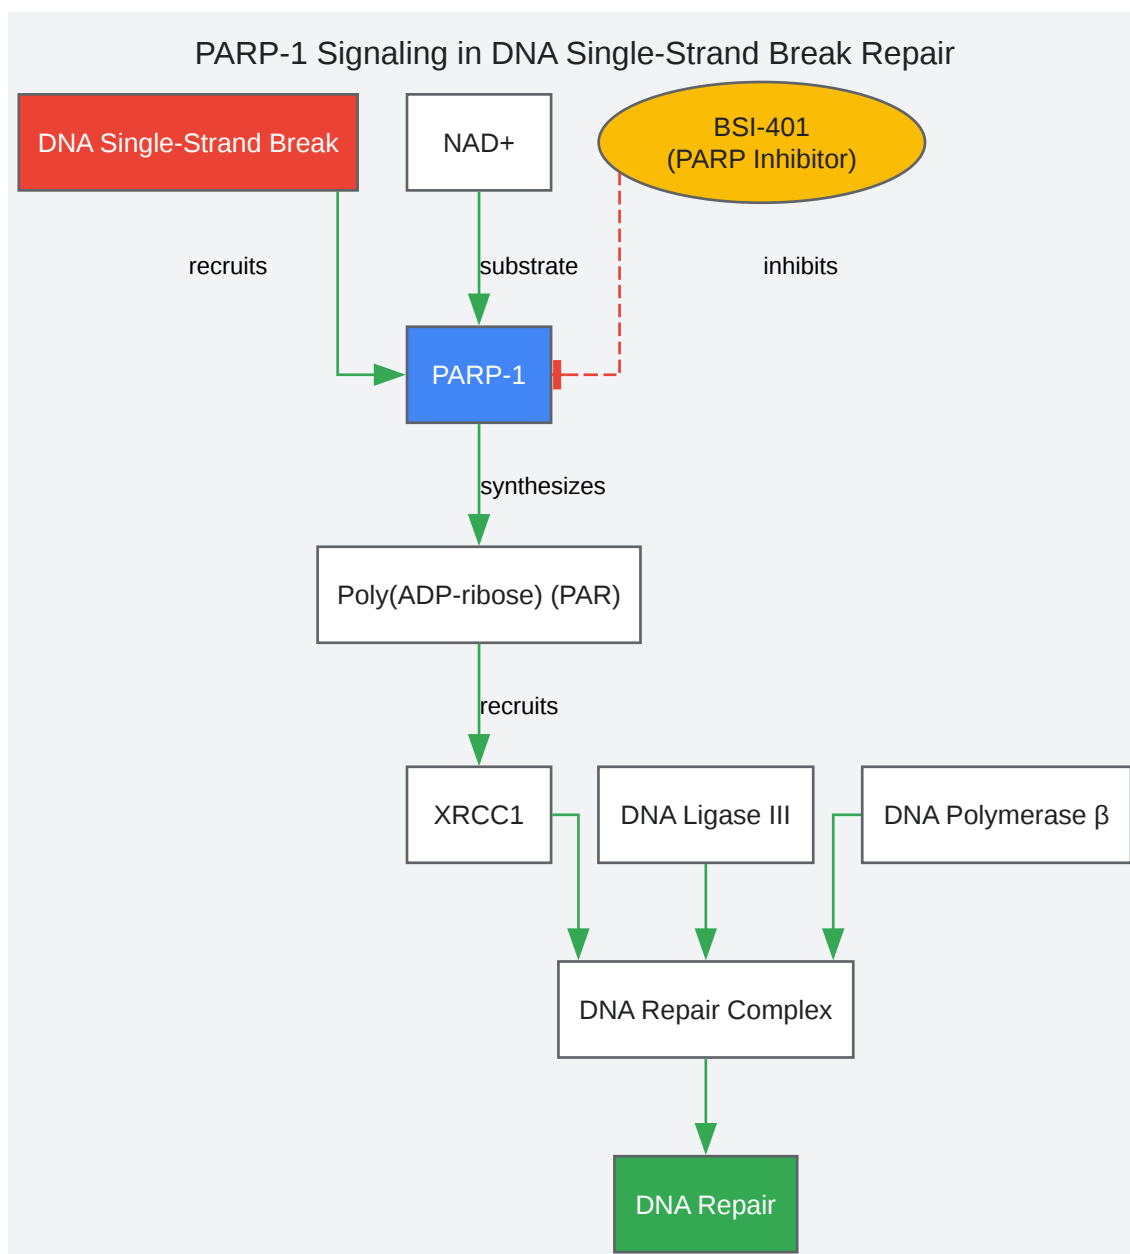 PARP-1 Signaling in DNA Single-Strand Break Repair
DNA Single-Strand Break
NAD+
BSI-401
(PARP Inhibitor)
recruits
substrate
inhibits
PARP-1
synthesizes
Poly(ADP-ribose) (PAR)
recruits
XRCC1
DNA Ligase III
DNA Polymerase β
DNA Repair Complex
DNA Repair